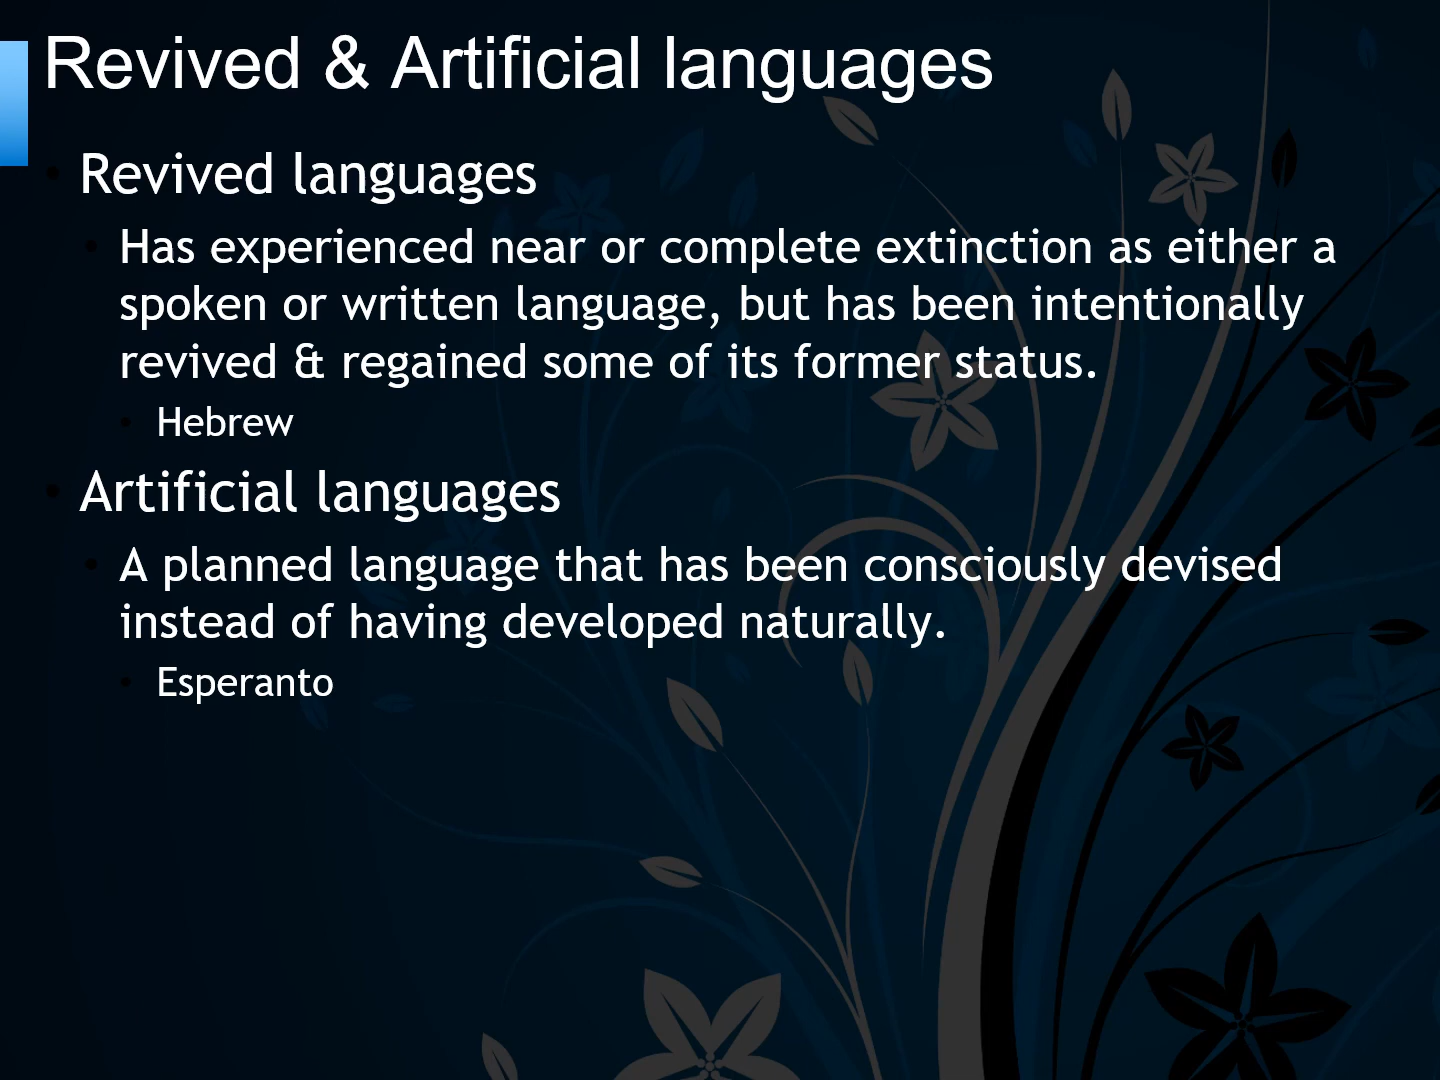 Revived & Artificial languages
Revived languages
Has experienced near or complete extinction as either a
spoken or written language, but has been intentionally
revived & regained some of its former status.
Hebrew
Artificial languages
A planned language that has been consciously devised
instead of having developed naturally.
Esperanto